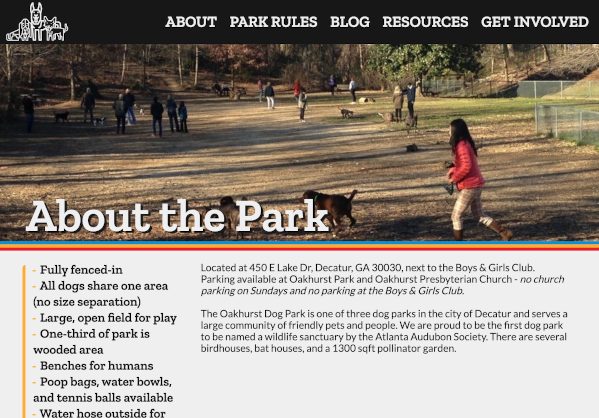 ABOUT PARK RULES BLOG RESOURCES GET INVOLVED
About the Park
- Fully fenced-in
- All dogs share one area
(no size separation)
- Large, open field for play
- One-third of park is
wooded area
- Benches for humans
- Poop bags, water bowls,
and tennis balls available
- Water hose outside for
Located at 450 E Lake Dr, Decatur, GA 30030, next to the Boys & Girls Club.
Parking available at Oakhurst Park and Oakhurst Presbyterian Church - no church
parking on Sundays and no parking at the Boys & Girls Club.
The Oakhurst Dog Park is one of three dog parks in the city of Decatur and serves a
large community of friendly pets and people. We are proud to be the first dog park
to be named a wildlife sanctuary by the Atlanta Audubon Society. There are several
birdhouses, bat houses, and a 1300 sqft pollinator garden.